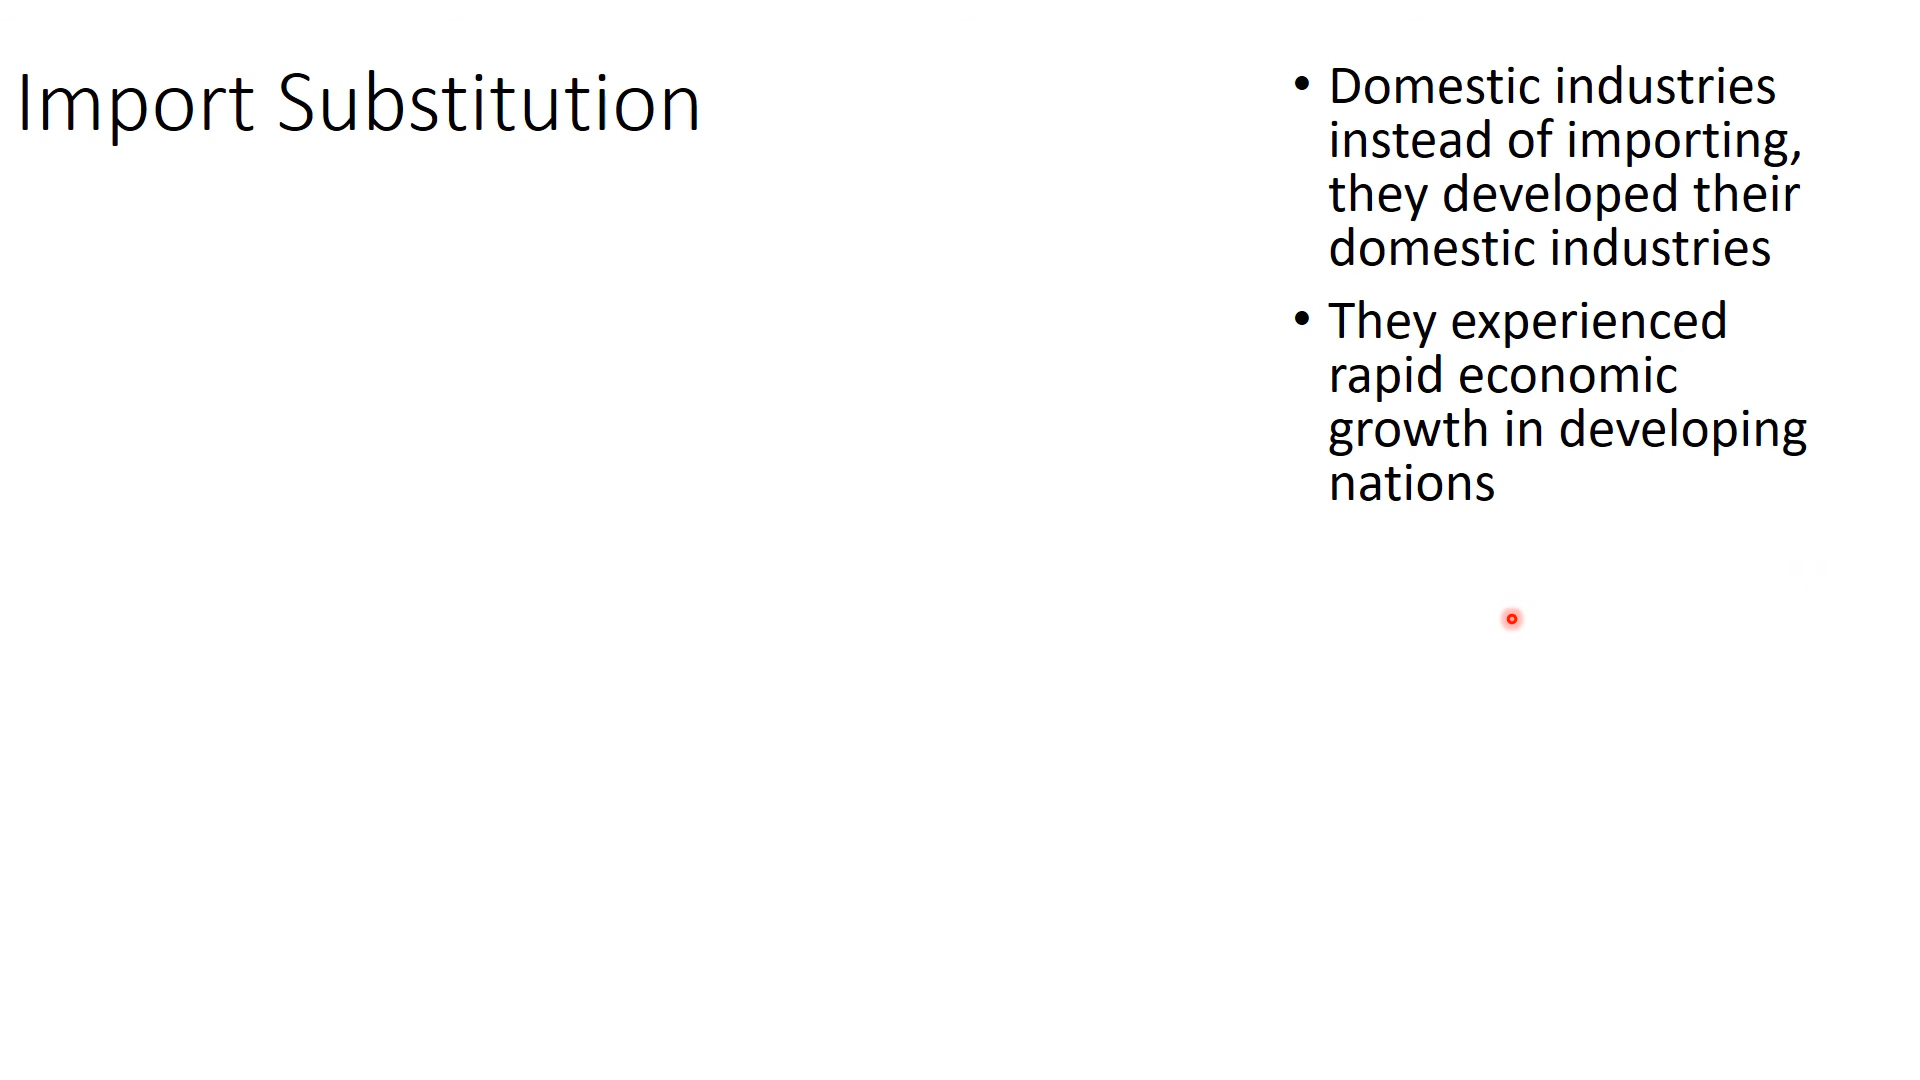 Import Substitution
• Domestic industries
instead of importing,
they developed their
domestic industries
• They experienced
rapid economic
growth in developing
nations